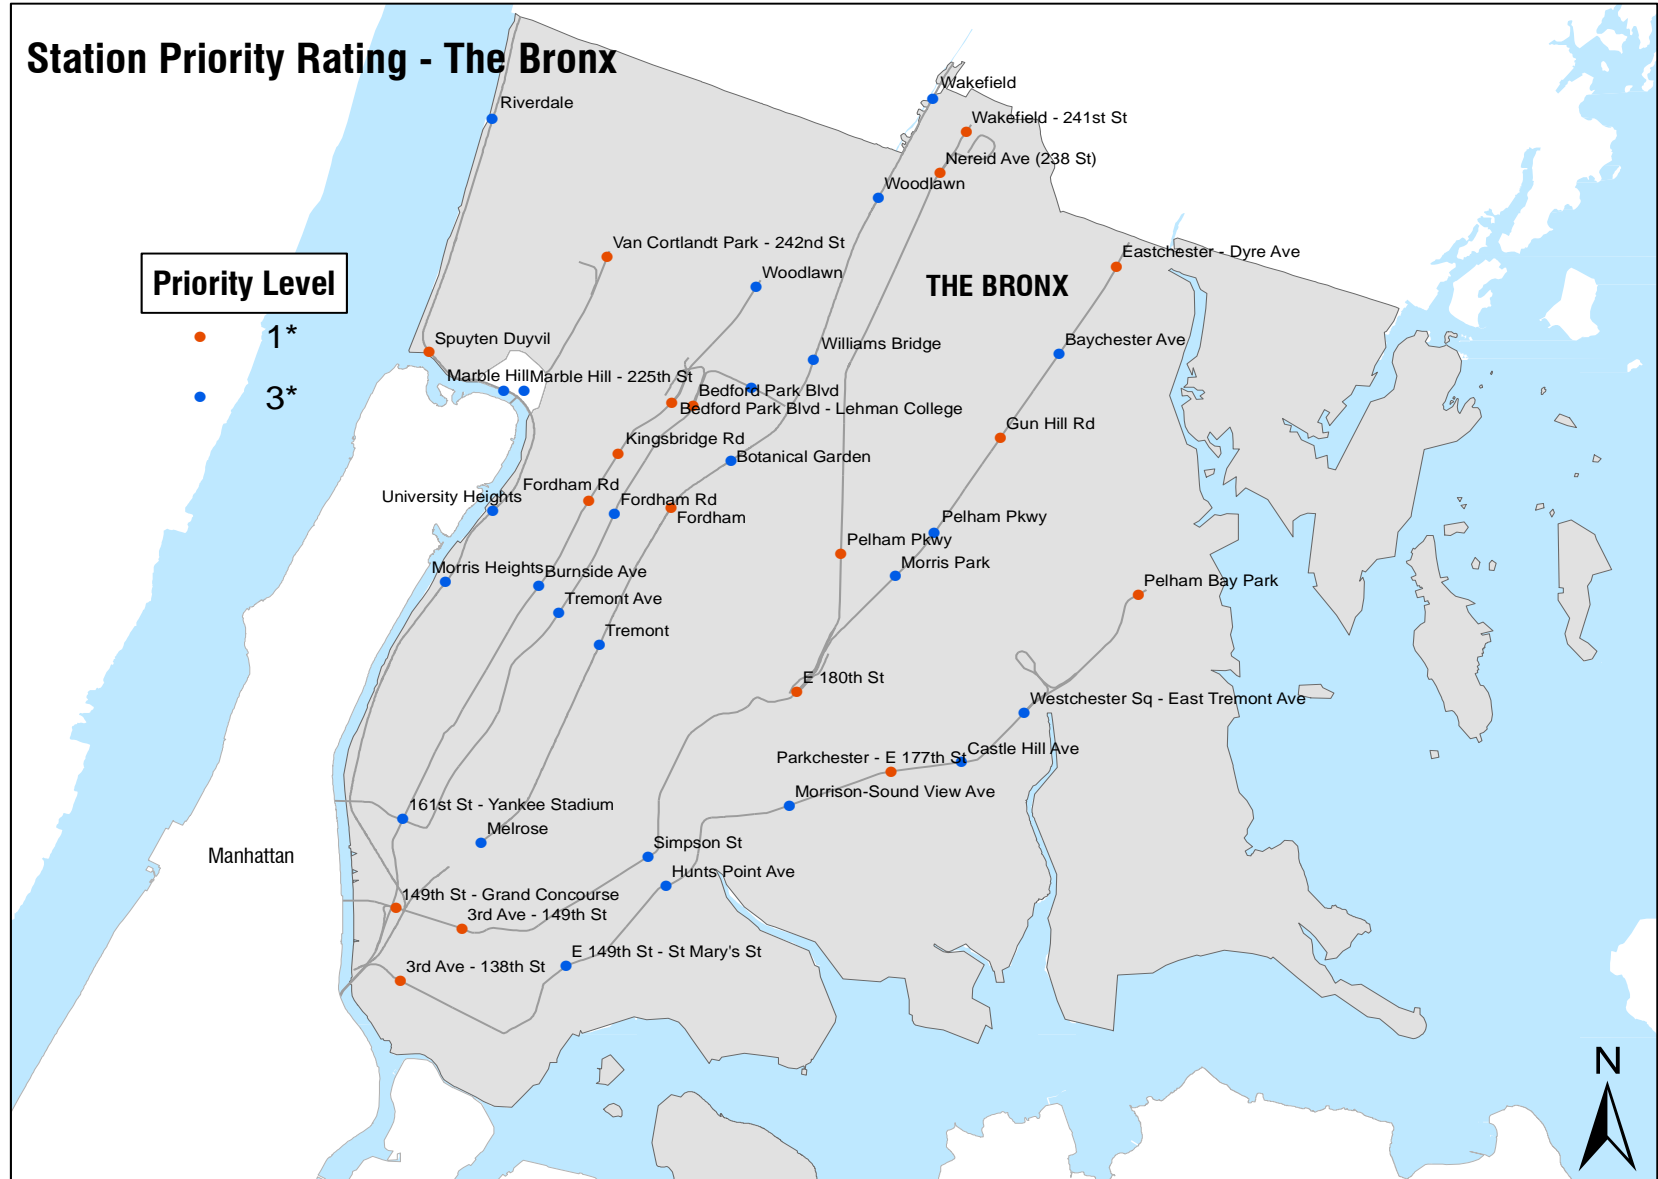 Station Priority Rating - The Bronx
Wakefield
Riverdale
Wakefield - 241st St
Nereid Ave (238 St)
Woodlawn
Van Cortlandt Park - 242nd St
Eastchester - Dyre Ave
Woodlawn
THE BRONX
Priority Level
1*
3*
Spuyten Duyvil
Williams Bridge
Baychester Ave
Marble Hill
Marble Hill - 225th St
Bedford Park Blvd
Bedford Park Blvd - Lehman College
Gun Hill Rd
Kingsbridge Rd
Botanical Garden
Fordham Rd
University Heights
Fordham Rd
Fordham
Pelham Pkwy
Pelham Pkwy
Morris Park
Morris Heights
Burnside Ave
Pelham Bay Park
Tremont Ave
Tremont
E 180th St
Westchester Sq - East Tremont Ave
Castle Hill Ave
Parkchester - E 177th St
Morrison-Sound View Ave
161st St - Yankee Stadium
Melrose
Simpson St
Manhattan
Hunts Point Ave
149th St - Grand Concourse
3rd Ave - 149th St
E 149th St - St Mary's St
3rd Ave - 138th St
N